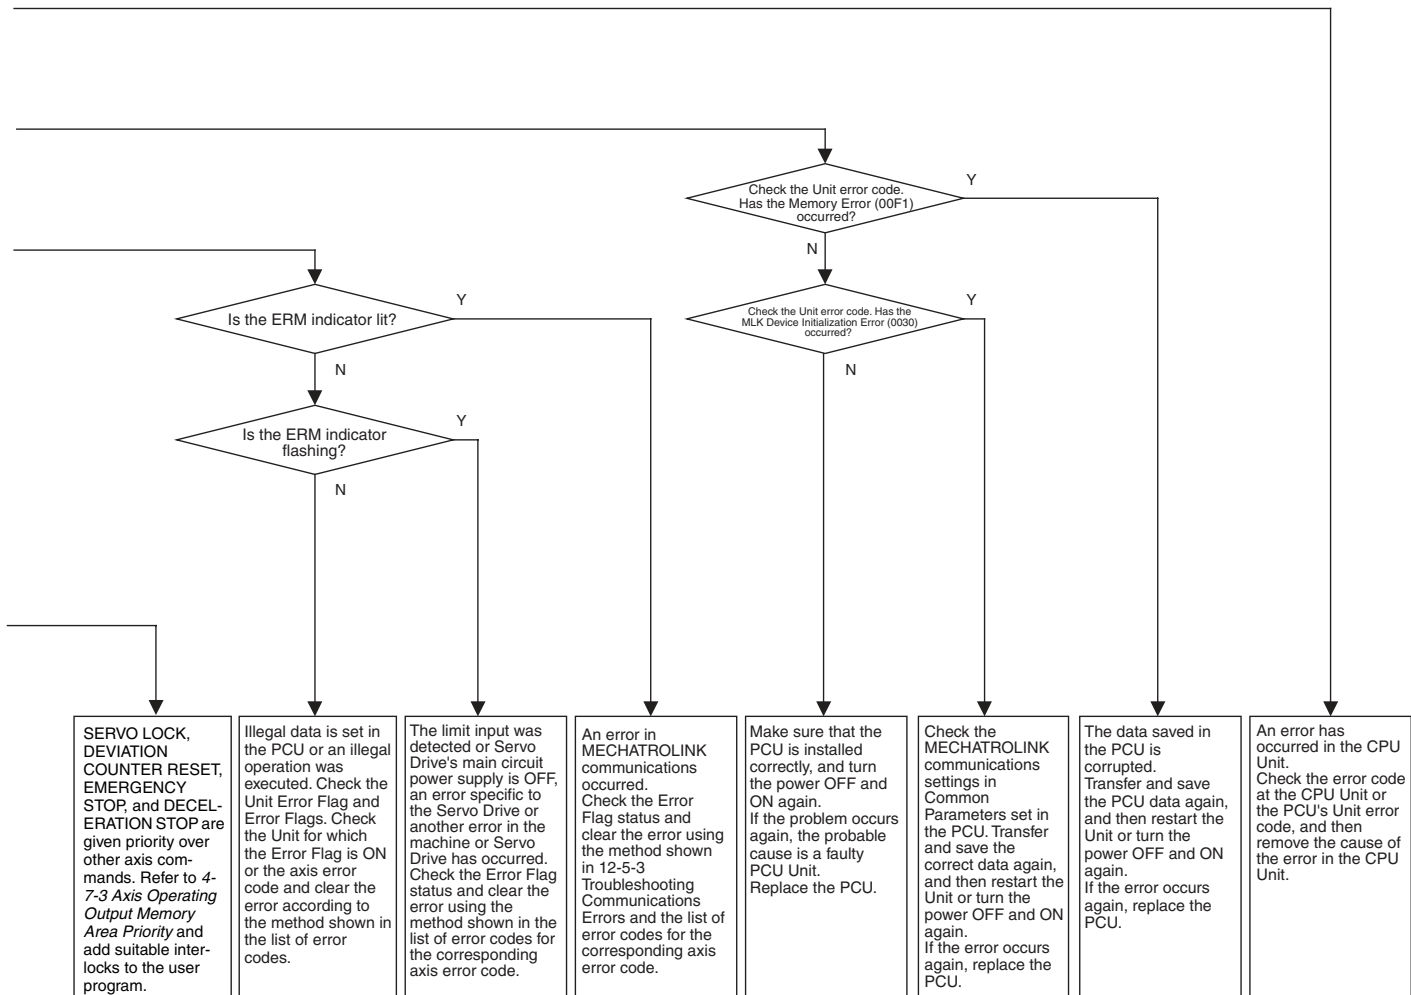 Check the Unit error code.
Has the Memory Error (00F1)
occurred?
Y
N
Is the ERM indicator lit?
Y
N
Check the Unit error code. Has the
MLK Device Initialization Error (0030)
occurred?
Y
N
Is the ERM indicator
flashing?
Y
N
SERVO LOCK,
DEVIATION
COUNTER RESET,
EMERGENCY
STOP, and DECEL-
ERATION STOP are
given priority over
other axis com-
mands. Refer to 4-
7-3 Axis Operating
Output Memory
Area Priority and
add suitable inter-
locks to the user
program.
Illegal data is set in
the PCU or an illegal
operation was
executed. Check the
Unit Error Flag and
Error Flags. Check
the Unit for which
the Error Flag is ON
or the axis error
code and clear the
error according to
the method shown in
the list of error
codes.
The limit input was
detected or Servo
Drive's main circuit
power supply is OFF,
an error specific to
the Servo Drive or
another error in the
machine or Servo
Drive has occurred.
Check the Error Flag
status and clear the
error using the
method shown in the
list of error codes for
the corresponding
axis error code.
An error in
MECHATROLINK
communications
occurred.
Check the Error
Flag status and
clear the error using
the method shown
in 12-5-3
Troubleshooting
Communications
Errors and the list of
error codes for the
corresponding axis
error code.
Make sure that the
PCU is installed
correctly, and turn
the power OFF and
ON again.
If the problem occurs
again, the probable
cause is a faulty
PCU Unit.
Replace the PCU.
Check the
MECHATROLINK
communications
settings in
Common
Parameters set in
the PCU. Transfer
and save the
correct data again,
and then restart the
Unit or turn the
power OFF and ON
again.
If the error occurs
again, replace the
PCU.
The data saved in
the PCU is
corrupted.
Transfer and save
the PCU data again,
and then restart the
Unit or turn the
power OFF and ON
again.
If the error occurs
again, replace the
PCU.
An error has
occurred in the CPU
Unit.
Check the error code
at the CPU Unit or
the PCU's Unit error
code, and then
remove the cause of
the error in the CPU
Unit.